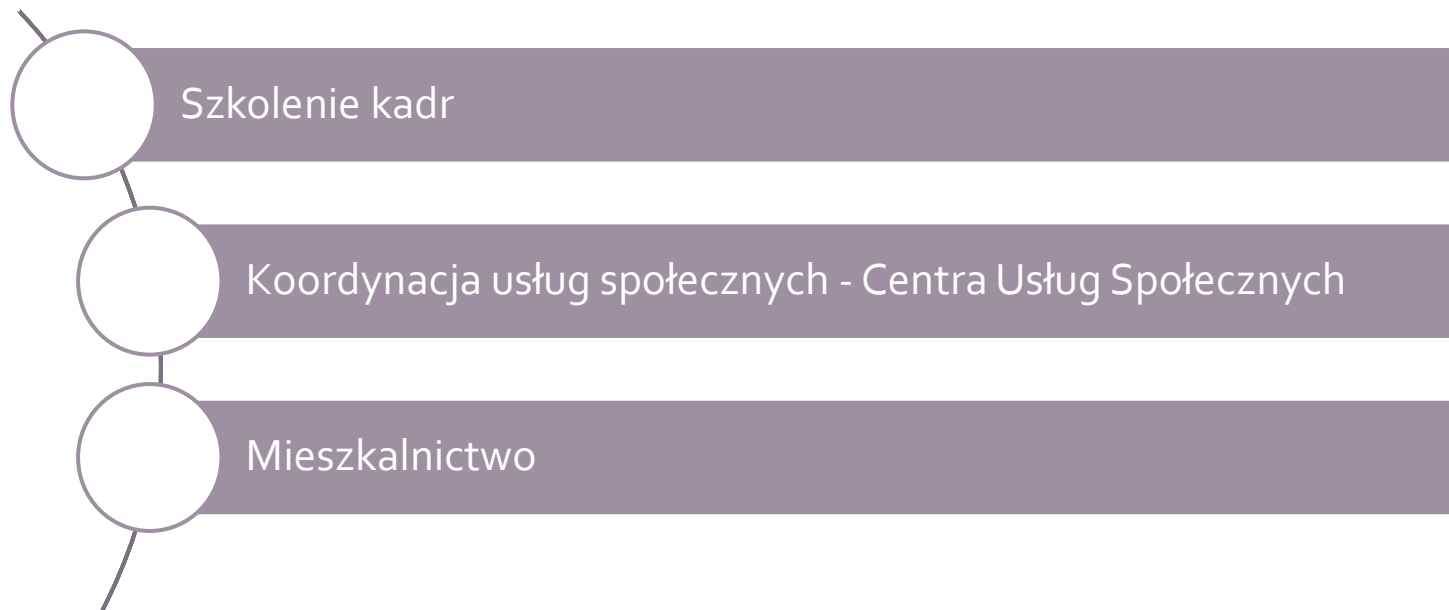 Szkolenie kadr
Koordynacja usług społecznych - Centra Usług Społecznych
Mieszkalnictwo